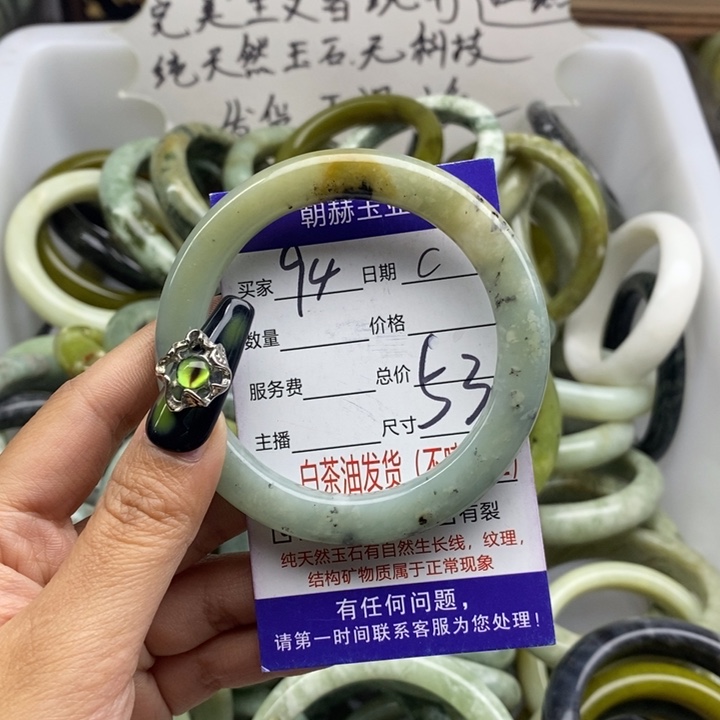 纯天然玉石.无科技
朝赫玉业
买家 94 日期 C
数量 价格
服务费 总价
主播 尺寸 53
白茶油发货（不
有裂
纯天然玉石有自然生长线，纹理，
结构矿物质属于正常现象
有任何问题，
请第一时间联系客服为您处理！